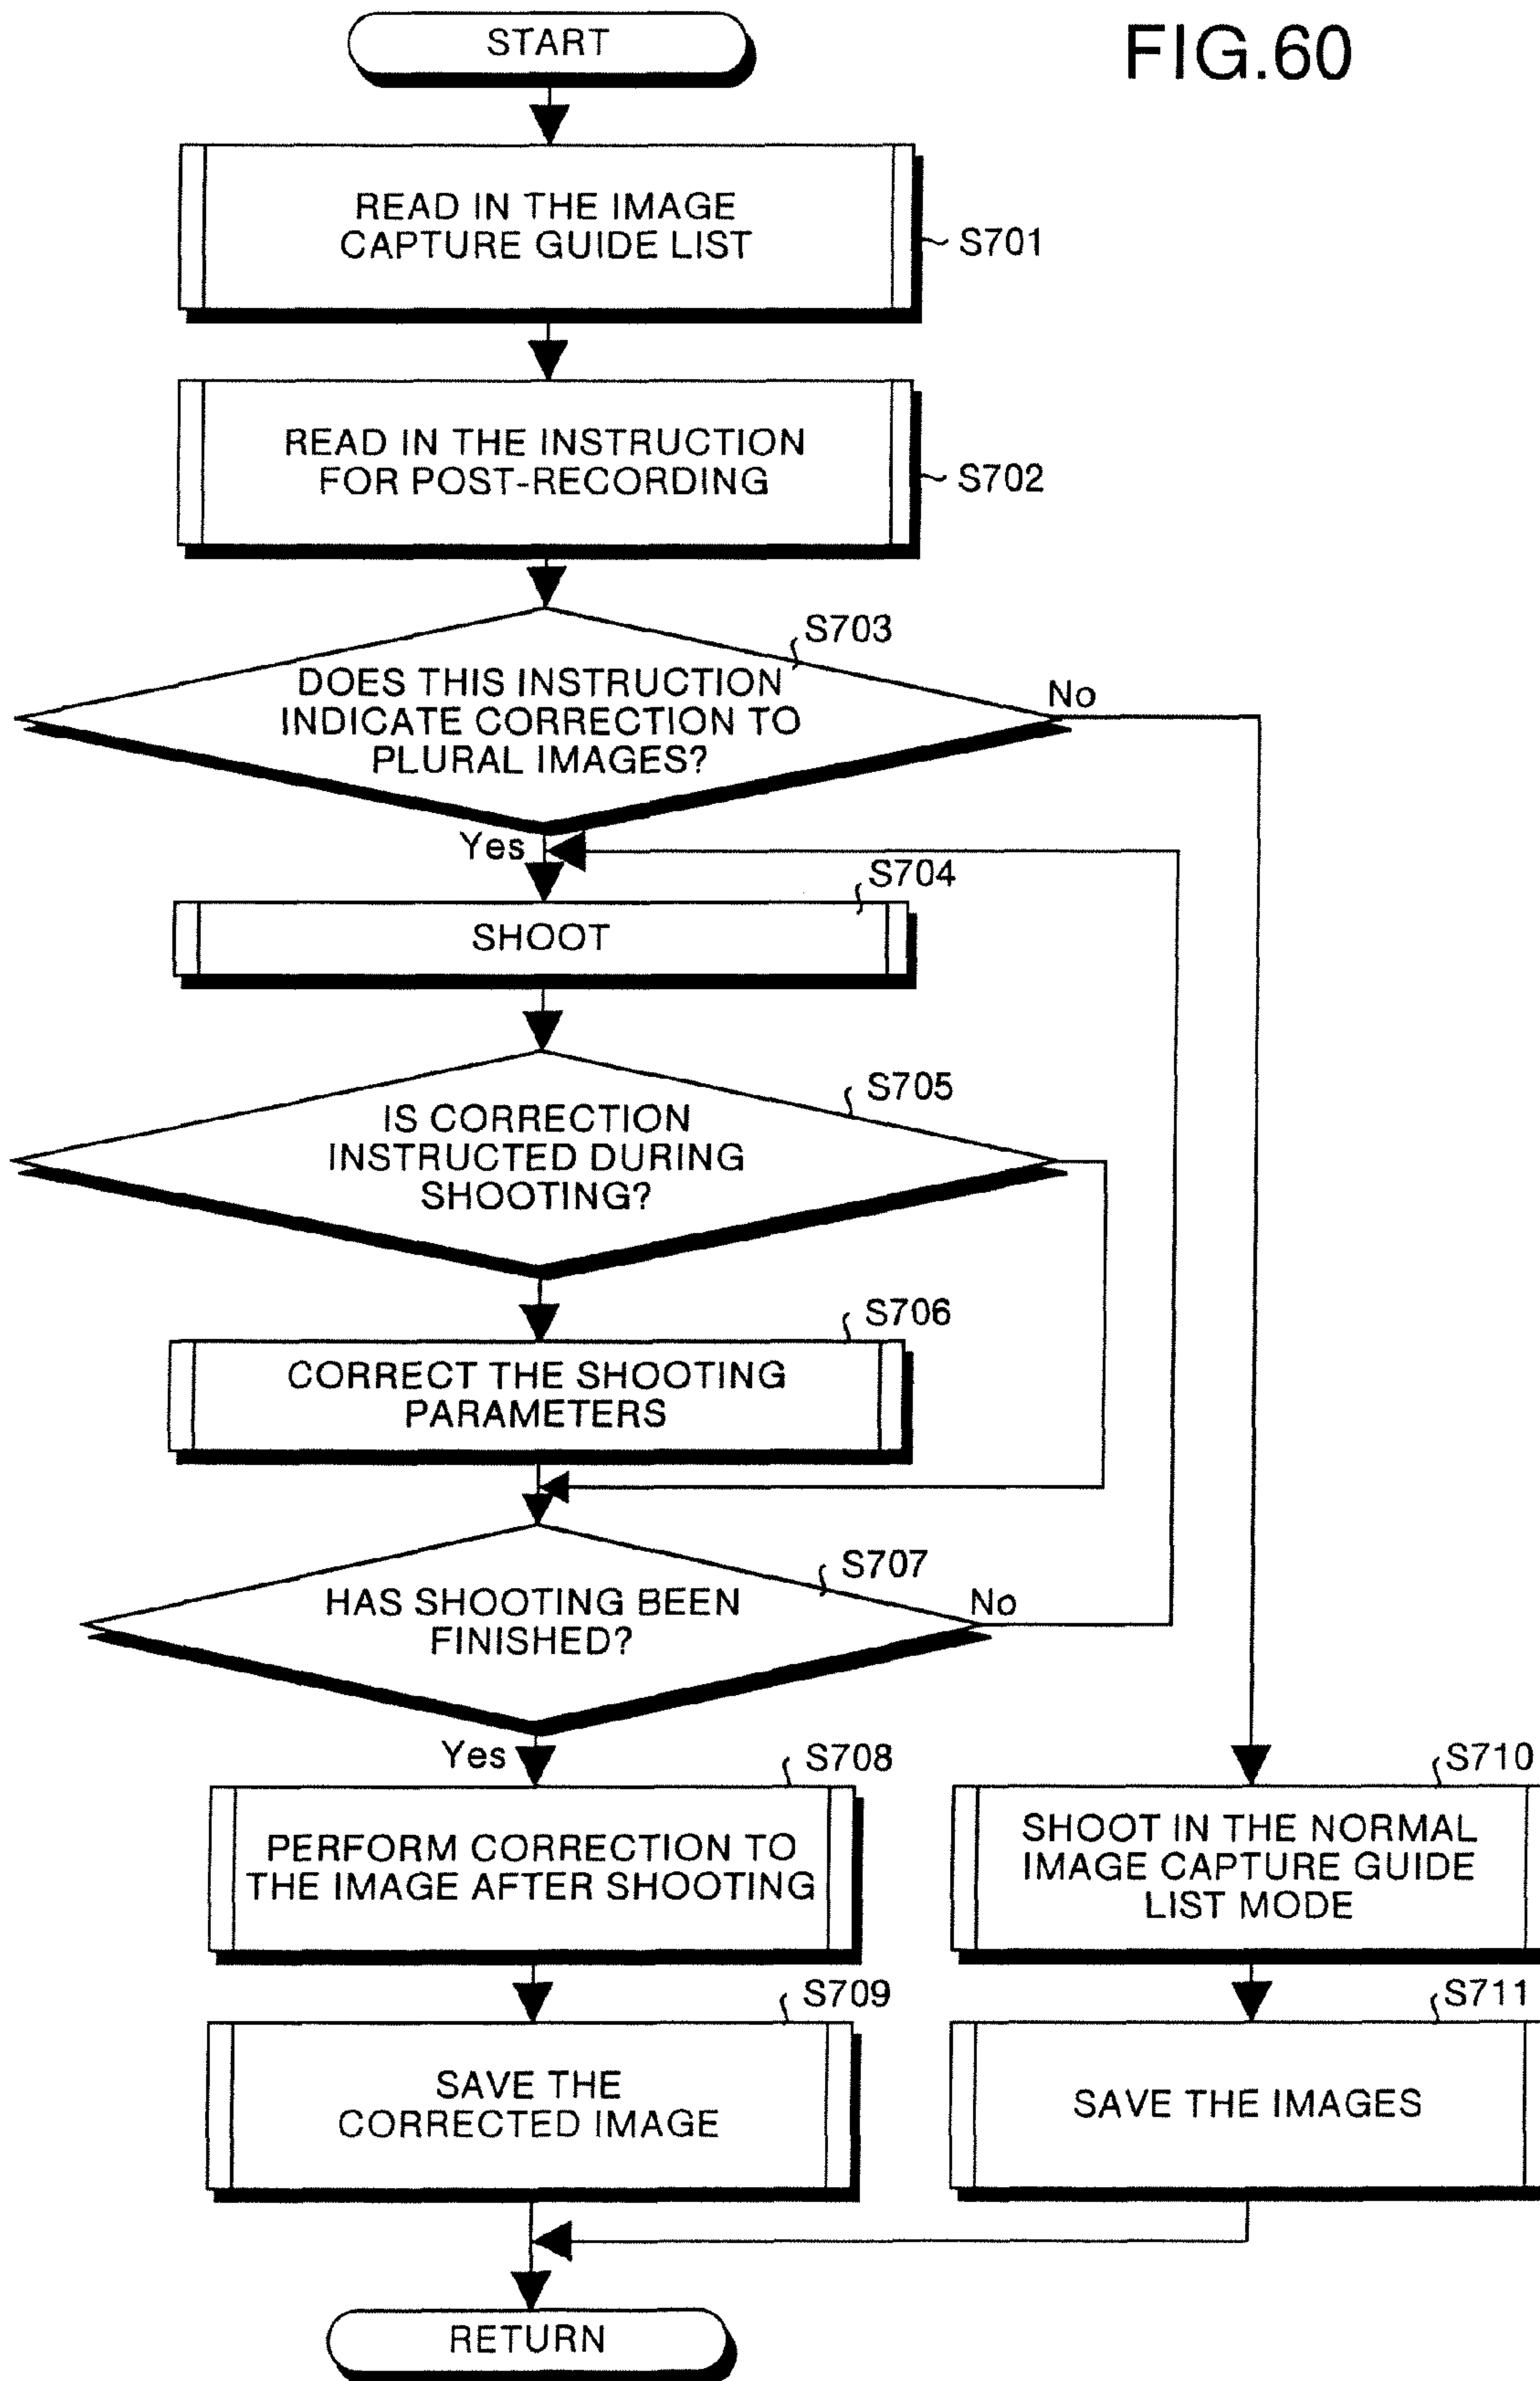 FIG.60
START
READ IN THE IMAGE
CAPTURE GUIDE LIST
S701
READ IN THE INSTRUCTION
FOR POST-RECORDING
S702
S703
DOES THIS INSTRUCTION
INDICATE CORRECTION TO
PLURAL IMAGES?
No
Yes
S704
SHOOT
S705
IS CORRECTION
INSTRUCTED DURING
SHOOTING?
S706
CORRECT THE SHOOTING
PARAMETERS
S707
HAS SHOOTING BEEN
FINISHED?
No
Yes
S708
PERFORM CORRECTION TO
THE IMAGE AFTER SHOOTING
S710
SHOOT IN THE NORMAL
IMAGE CAPTURE GUIDE
LIST MODE
S709
SAVE THE
CORRECTED IMAGE
S711
SAVE THE IMAGES
RETURN